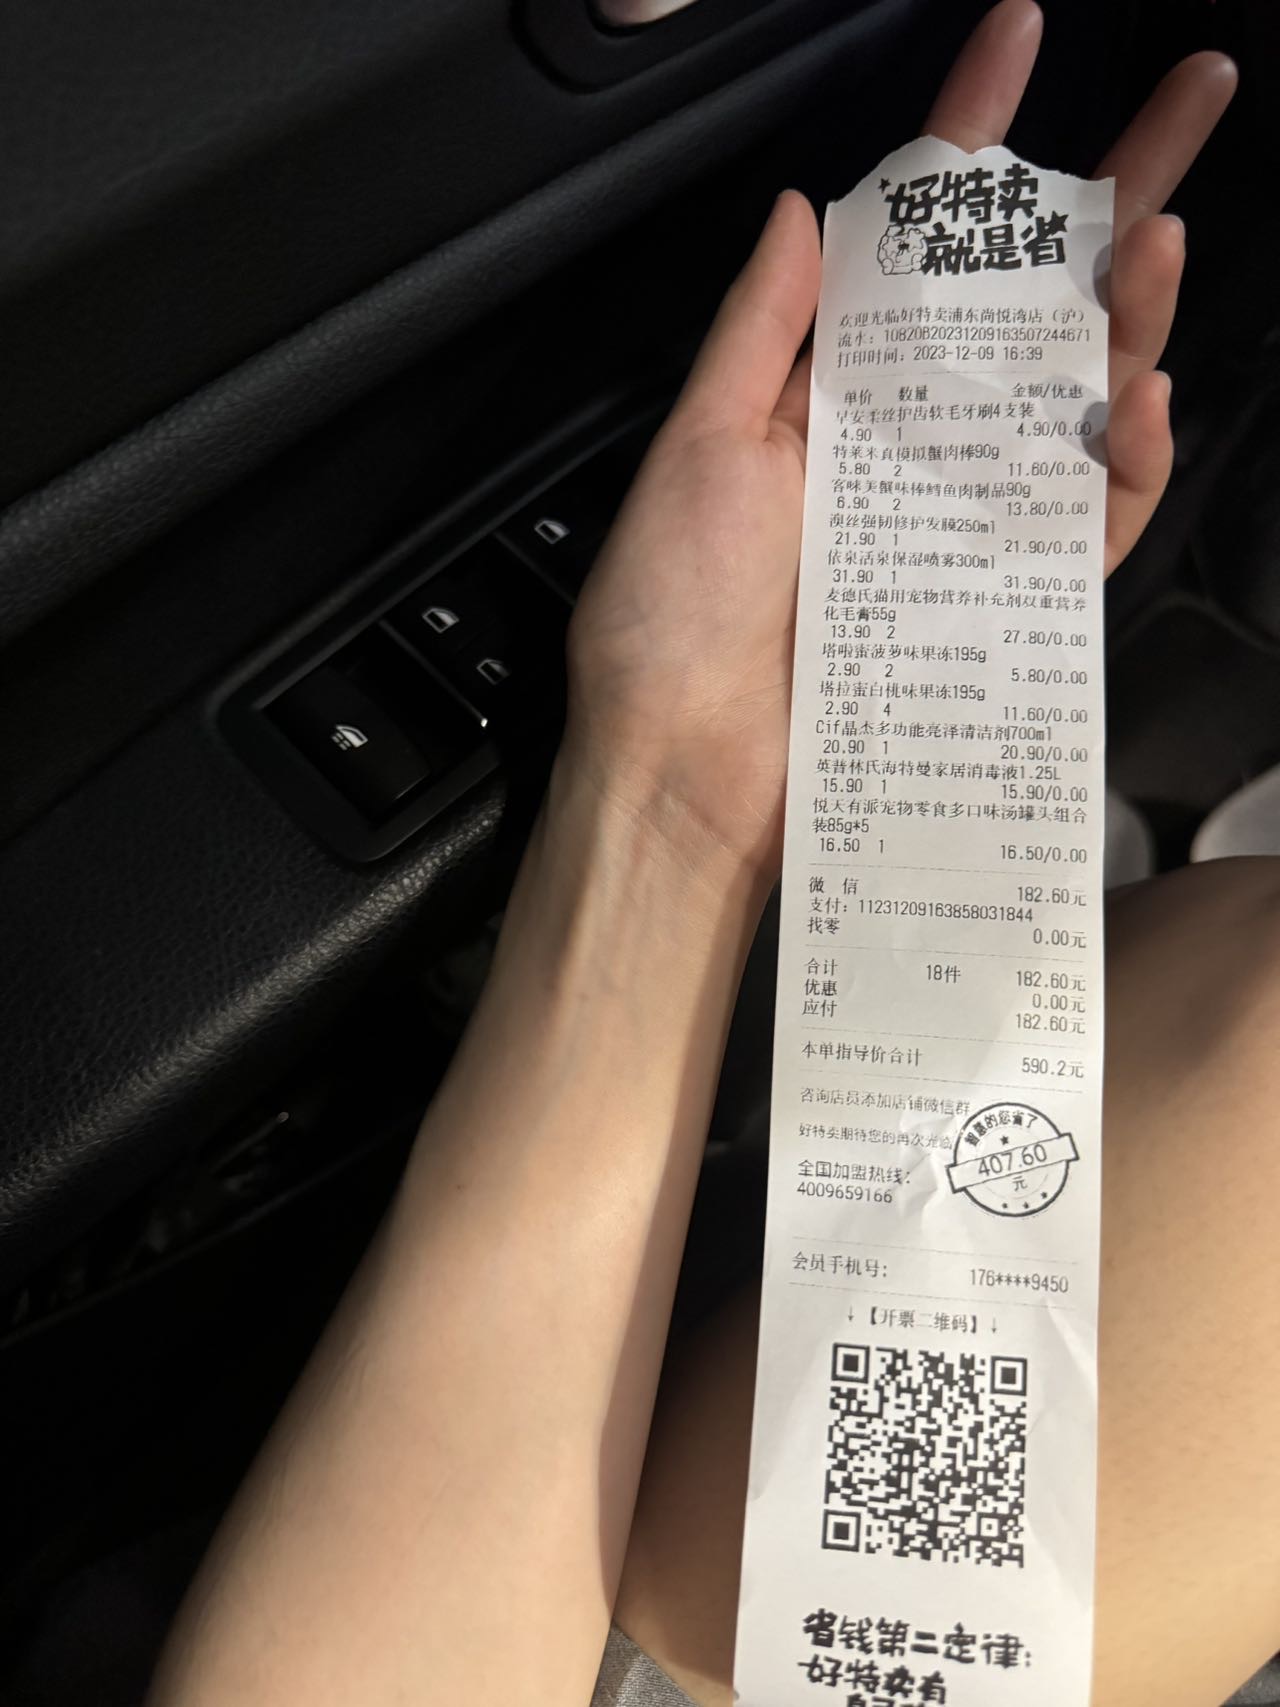 好特卖
就是省
欢迎光临好特卖浦东尚悦湾店（沪）
流水：10820B20231209163507244671
打印时间：2023-12-09 16:39
单价 数量 金额/优惠
早安柔丝护齿软毛牙刷4支装
4.90 1 4.90/0.00
特莱米真模拟蟹肉棒90g
5.80 2 11.60/0.00
客味美蟹味棒鳕鱼肉制品90g
6.90 2 13.80/0.00
澳丝强韧修护发膜250ml
21.90 1 21.90/0.00
依泉活泉保湿喷雾300ml
31.90 1 31.90/0.00
麦德氏猫用宠物营养补充剂双重营养
化毛膏55g
13.90 2 27.80/0.00
塔啦蜜菠萝味果冻195g
2.90 2 5.80/0.00
塔拉蜜白桃味果冻195g
2.90 4 11.60/0.00
Cif晶杰多功能亮泽清洁剂700ml
20.90 1 20.90/0.00
英普林氏海特曼家居消毒液1.25L
15.90 1 15.90/0.00
悦天有派宠物零食多口味汤罐头组合
装85g*5
16.50 1 16.50/0.00
微 信 182.60元
支付：11231209163858031844
找零 0.00元
合计 18件 182.60元
优惠 0.00元
应付 182.60元
本单指导价合计 590.2元
咨询店员添加店铺微信群
好特卖期待您的再次光临
智慧的您省了
407.60
元
全国加盟热线：
4009659166
会员手机号： 176****9450
↓【开票二维码】↓
省钱第二定律：
好特卖有